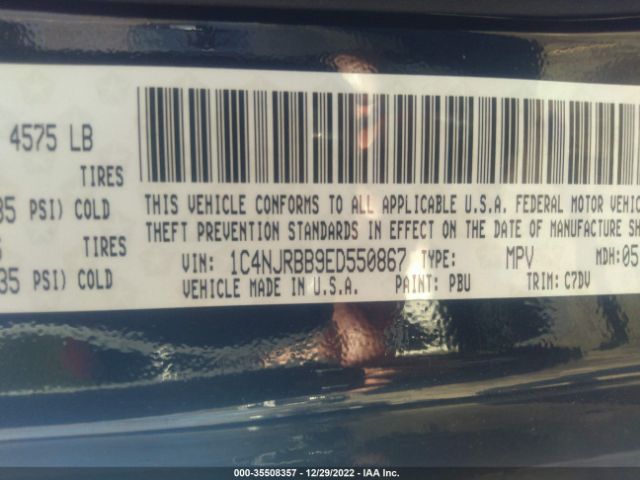 4575 LB
TIRES
35 PSI) COLD
TIRES
35 PSI) COLD
THIS VEHICLE CONFORMS TO ALL APPLICABLE U.S.A. FEDERAL MOTOR VEHIC
THEFT PREVENTION STANDARDS IN EFFECT ON THE DATE OF MANUFACTURE SH
VIN: 1C4NJRBB9ED550867 TYPE: MPV MDH: 05
VEHICLE MADE IN U.S.A. PAINT: PBU TRIM: C7DV
000-35508357 • 12/29/2022 • IAA Inc.